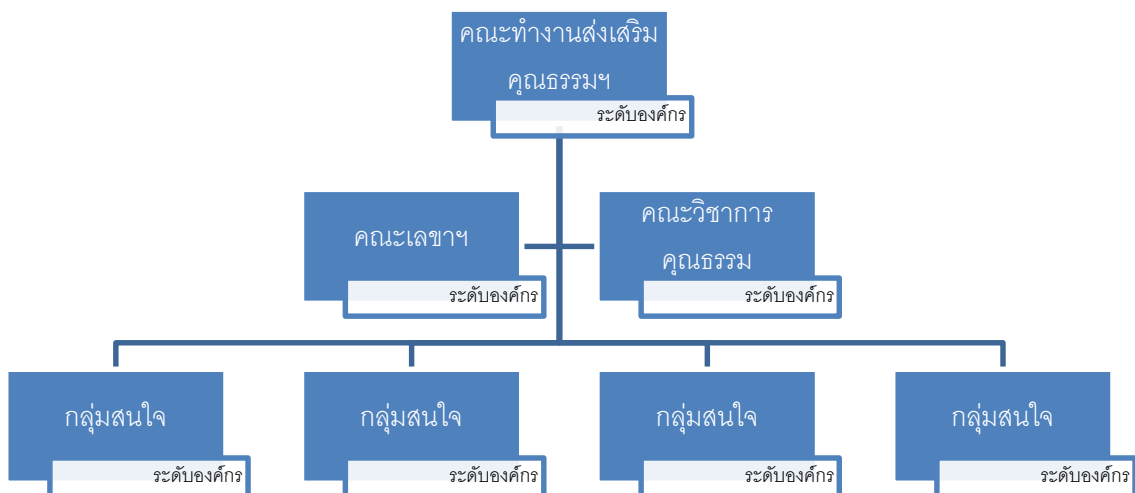 คณะทำงานส่งเสริม
คุณธรรมฯ
ระดับองค์กร
คณะเลขาฯ
ระดับองค์กร
คณะวิชาการ
คุณธรรม
ระดับองค์กร
กลุ่มสนใจ
ระดับองค์กร
กลุ่มสนใจ
ระดับองค์กร
กลุ่มสนใจ
ระดับองค์กร
กลุ่มสนใจ
ระดับองค์กร